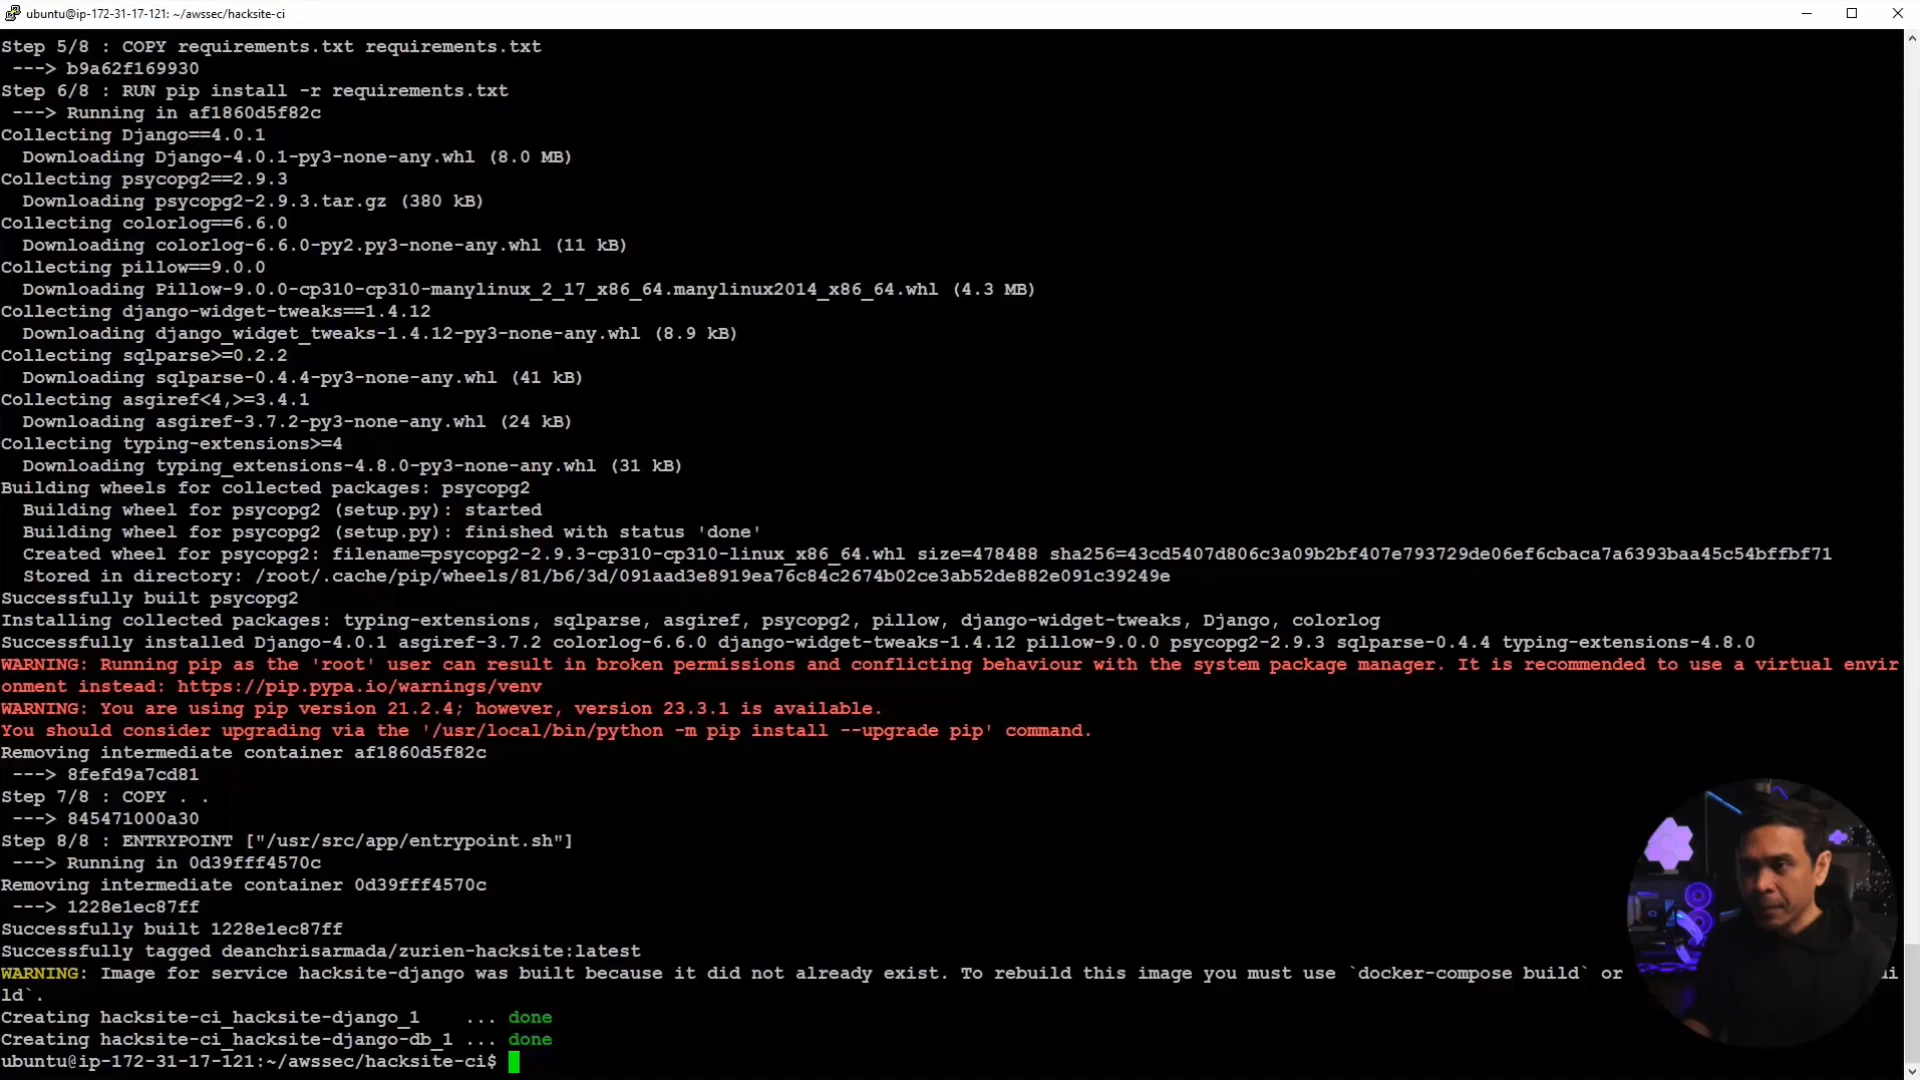 ubuntu@ip-172-31-17-121: ~/awssec/hacksite-ci
Step 5/8 : COPY requirements.txt requirements.txt
 ---> b9a62f169930
Step 6/8 : RUN pip install -r requirements.txt
 ---> Running in af1860d5f82c
Collecting Django==4.0.1
  Downloading Django-4.0.1-py3-none-any.whl (8.0 MB)
Collecting psycopg2==2.9.3
  Downloading psycopg2-2.9.3.tar.gz (380 kB)
Collecting colorlog==6.6.0
  Downloading colorlog-6.6.0-py2.py3-none-any.whl (11 kB)
Collecting pillow==9.0.0
  Downloading Pillow-9.0.0-cp310-cp310-manylinux_2_17_x86_64.manylinux2014_x86_64.whl (4.3 MB)
Collecting django-widget-tweaks==1.4.12
  Downloading django_widget_tweaks-1.4.12-py3-none-any.whl (8.9 kB)
Collecting sqlparse>=0.2.2
  Downloading sqlparse-0.4.4-py3-none-any.whl (41 kB)
Collecting asgiref<4,>=3.4.1
  Downloading asgiref-3.7.2-py3-none-any.whl (24 kB)
Collecting typing-extensions>=4
  Downloading typing_extensions-4.8.0-py3-none-any.whl (31 kB)
Building wheels for collected packages: psycopg2
  Building wheel for psycopg2 (setup.py): started
  Building wheel for psycopg2 (setup.py): finished with status 'done'
  Created wheel for psycopg2: filename=psycopg2-2.9.3-cp310-cp310-linux_x86_64.whl size=478488 sha256=43cd5407d806c3a09b2bf407e793729de06ef6cbaca7a6393baa45c54bffbf71
  Stored in directory: /root/.cache/pip/wheels/81/b6/3d/091aad3e8919ea76c84c2674b02ce3ab52de882e091c39249e
Successfully built psycopg2
Installing collected packages: typing-extensions, sqlparse, asgiref, psycopg2, pillow, django-widget-tweaks, Django, colorlog
Successfully installed Django-4.0.1 asgiref-3.7.2 colorlog-6.6.0 django-widget-tweaks-1.4.12 pillow-9.0.0 psycopg2-2.9.3 sqlparse-0.4.4 typing-extensions-4.8.0
WARNING: Running pip as the 'root' user can result in broken permissions and conflicting behaviour with the system package manager. It is recommended to use a virtual envir
onment instead: https://pip.pypa.io/warnings/venv
WARNING: You are using pip version 21.2.4; however, version 23.3.1 is available.
You should consider upgrading via the '/usr/local/bin/python -m pip install --upgrade pip' command.
Removing intermediate container af1860d5f82c
 ---> 8fefd9a7cd81
Step 7/8 : COPY . .
 ---> 845471000a30
Step 8/8 : ENTRYPOINT ["/usr/src/app/entrypoint.sh"]
 ---> Running in 0d39fff4570c
Removing intermediate container 0d39fff4570c
 ---> 1228e1ec87ff
Successfully built 1228e1ec87ff
Successfully tagged deanchrisarmada/zurien-hacksite:latest
WARNING: Image for service hacksite-django was built because it did not already exist. To rebuild this image you must use `docker-compose build` or
ld`.
Creating hacksite-ci_hacksite-django_1    ... done
Creating hacksite-ci_hacksite-django-db_1 ... done
ubuntu@ip-172-31-17-121:~/awssec/hacksite-ci$